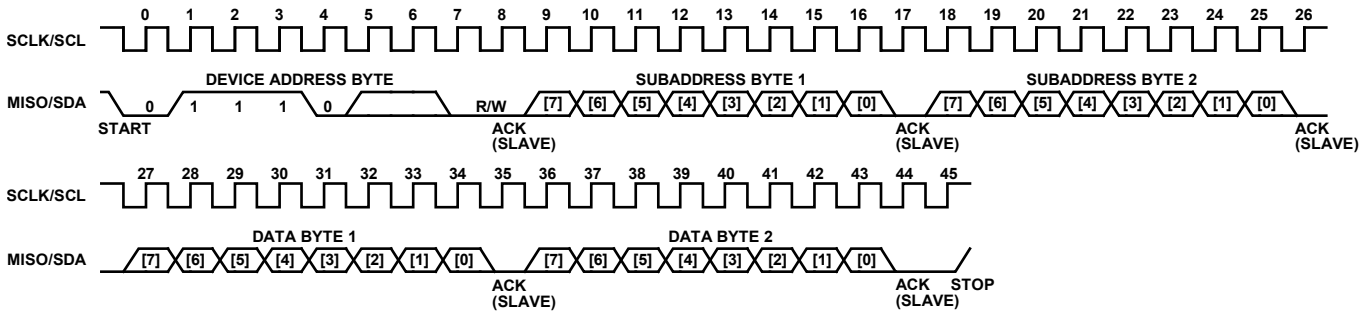 0 1 2 3 4 5 6 7 8 9 10 11 12 13 14 15 16 17 18 19 20 21 22 23 24 25 26
SCLK/SCL
DEVICE ADDRESS BYTE SUBADDRESS BYTE 1 SUBADDRESS BYTE 2
MISO/SDA 0 1 1 1 0 R/W [7] [6] [5] [4] [3] [2] [1] [0] [7] [6] [5] [4] [3] [2] [1] [0]
START ACK (SLAVE) ACK (SLAVE) ACK (SLAVE)
27 28 29 30 31 32 33 34 35 36 37 38 39 40 41 42 43 44 45
SCLK/SCL
DATA BYTE 1 DATA BYTE 2
MISO/SDA [7] [6] [5] [4] [3] [2] [1] [0] [7] [6] [5] [4] [3] [2] [1] [0]
ACK (SLAVE) ACK (SLAVE) STOP